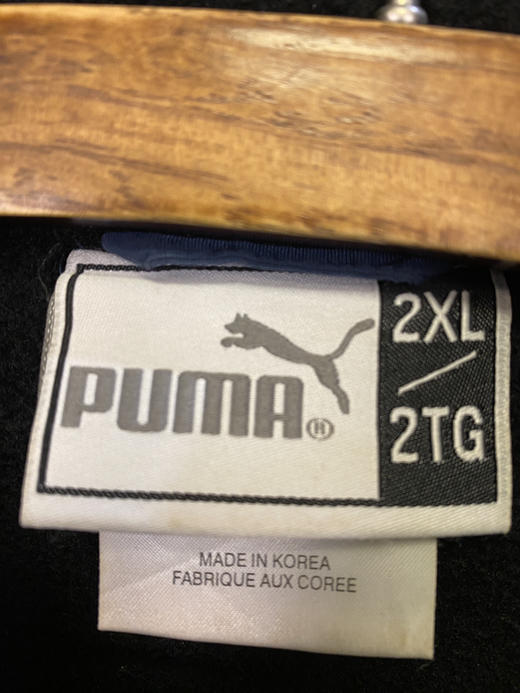 PUMA®
2XL
/
2TG
MADE IN KOREA
FABRIQUE AUX COREE